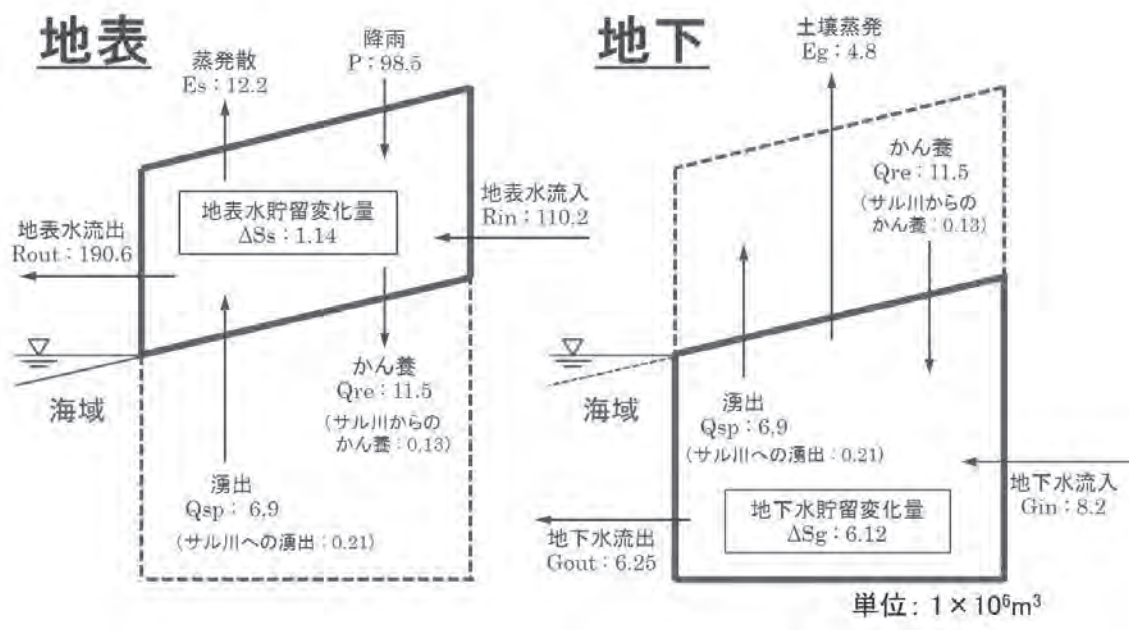 地表
蒸発散
Es : 12.2
降雨
P : 98.5
地表水貯留変化量
ΔSs : 1.14
地表水流入
Rin : 110.2
地表水流出
Rout : 190.6
海域
かん養
Qre : 11.5
(サル川からの
かん養 : 0.13)
湧出
Qsp : 6.9
(サル川への湧出 : 0.21)
地下
土壌蒸発
Eg : 4.8
かん養
Qre : 11.5
(サル川からの
かん養 : 0.13)
海域
湧出
Qsp : 6.9
(サル川への湧出 : 0.21)
地下水流入
Gin : 8.2
地下水貯留変化量
ΔSg : 6.12
地下水流出
Gout : 6.25
単位: 1×10⁶m³